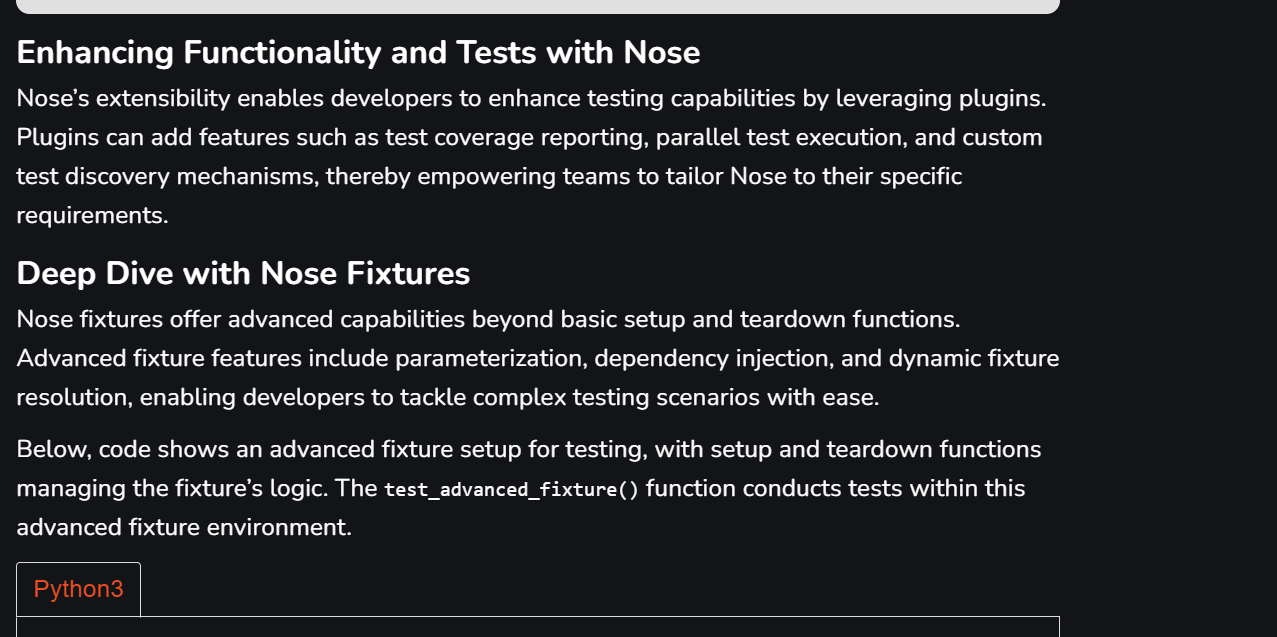 Enhancing Functionality and Tests with Nose
Nose’s extensibility enables developers to enhance testing capabilities by leveraging plugins.
Plugins can add features such as test coverage reporting, parallel test execution, and custom
test discovery mechanisms, thereby empowering teams to tailor Nose to their specific
requirements.
Deep Dive with Nose Fixtures
Nose fixtures offer advanced capabilities beyond basic setup and teardown functions.
Advanced fixture features include parameterization, dependency injection, and dynamic fixture
resolution, enabling developers to tackle complex testing scenarios with ease.
Below, code shows an advanced fixture setup for testing, with setup and teardown functions
managing the fixture’s logic. The test_advanced_fixture() function conducts tests within this
advanced fixture environment.
Python3